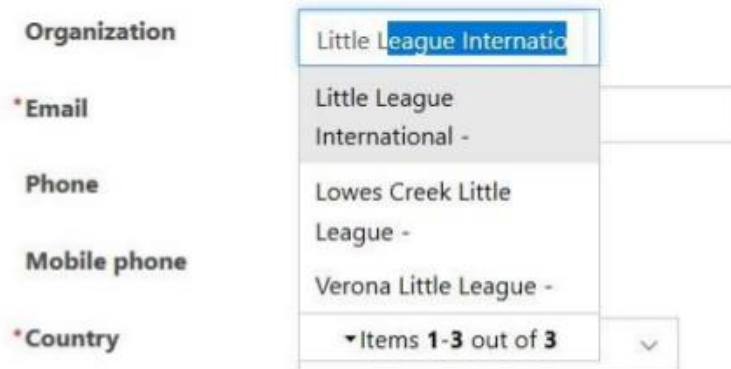 Organization
Little League Internatio
*Email
Little League
International -
Phone
Lowes Creek Little
League -
Mobile phone
Verona Little League -
*Country
Items 1-3 out of 3